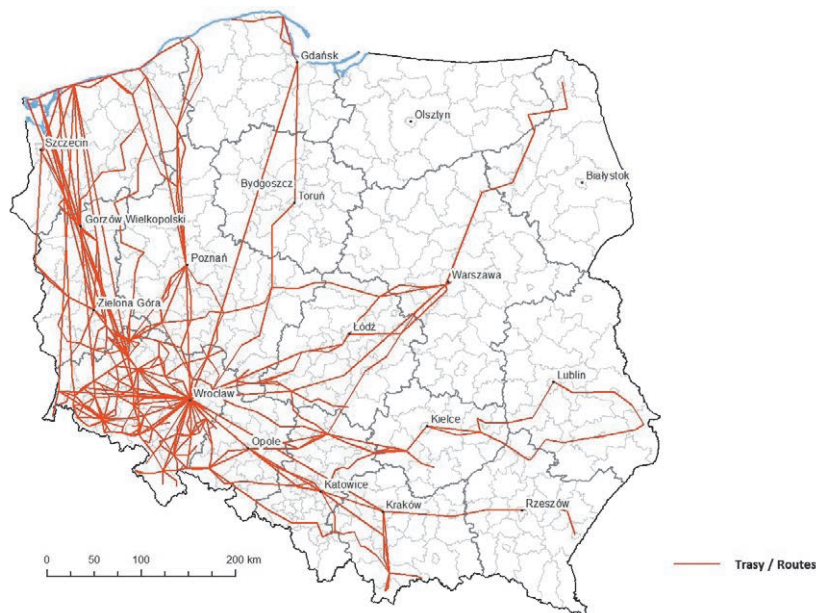 Gdańsk
Olsztyn
Szczecin
Białystok
Bydgoszcz
Toruń
Gorzów Wielkopolski
Poznań
Warszawa
Zielona Góra
Łódź
Lublin
Wrocław
Kielce
Opole
Katowice
Kraków
Rzeszów
0 50 100 200 km
Trasy / Routes